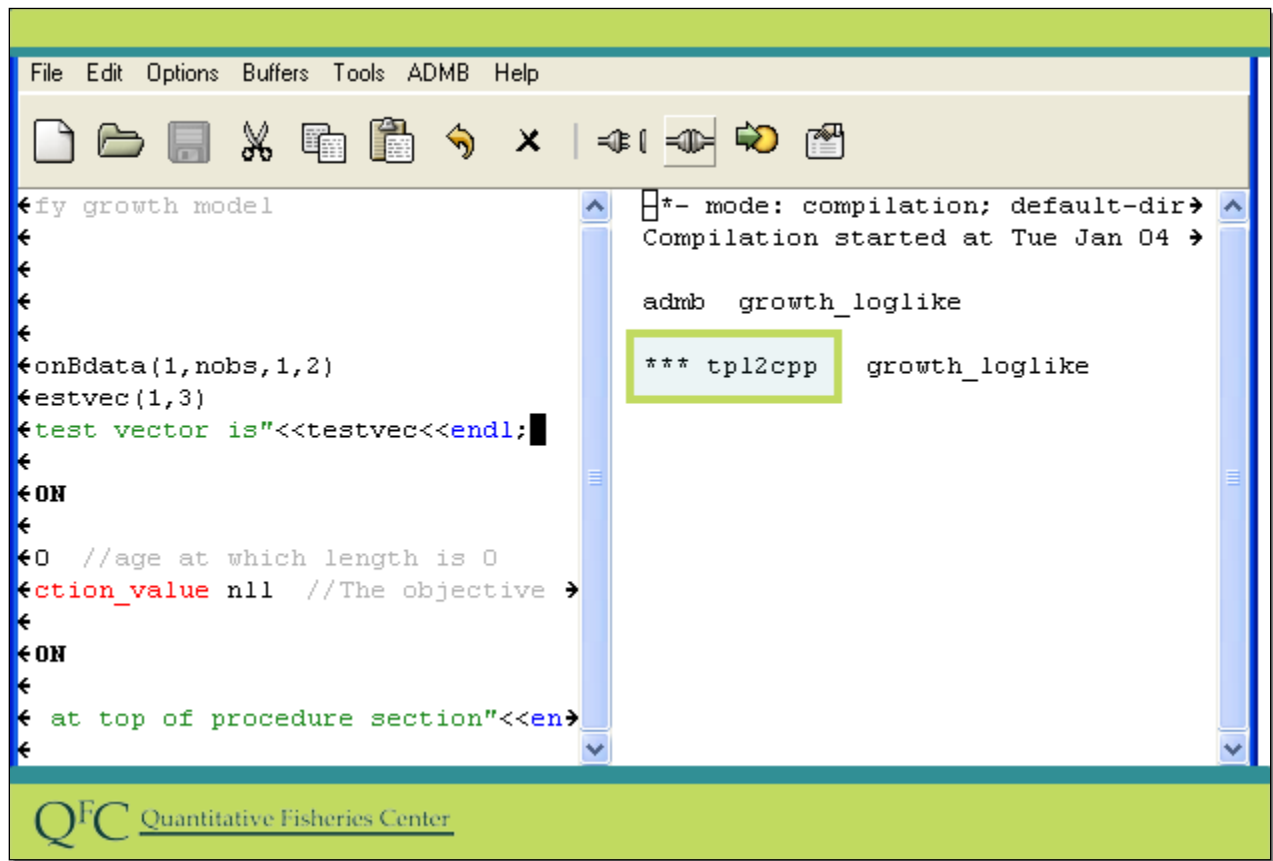 File Edit Options Buffers Tools ADMB Help
fy growth model
onBdata(1,nobs,1,2)
estvec(1,3)
test vector is"<<testvec<<endl;
ON
0 //age at which length is 0
ction_value nll //The objective
ON
at top of procedure section"<<en
*- mode: compilation; default-dir
Compilation started at Tue Jan 04
admb growth_loglike
*** tpl2cpp growth_loglike
QFC Quantitative Fisheries Center